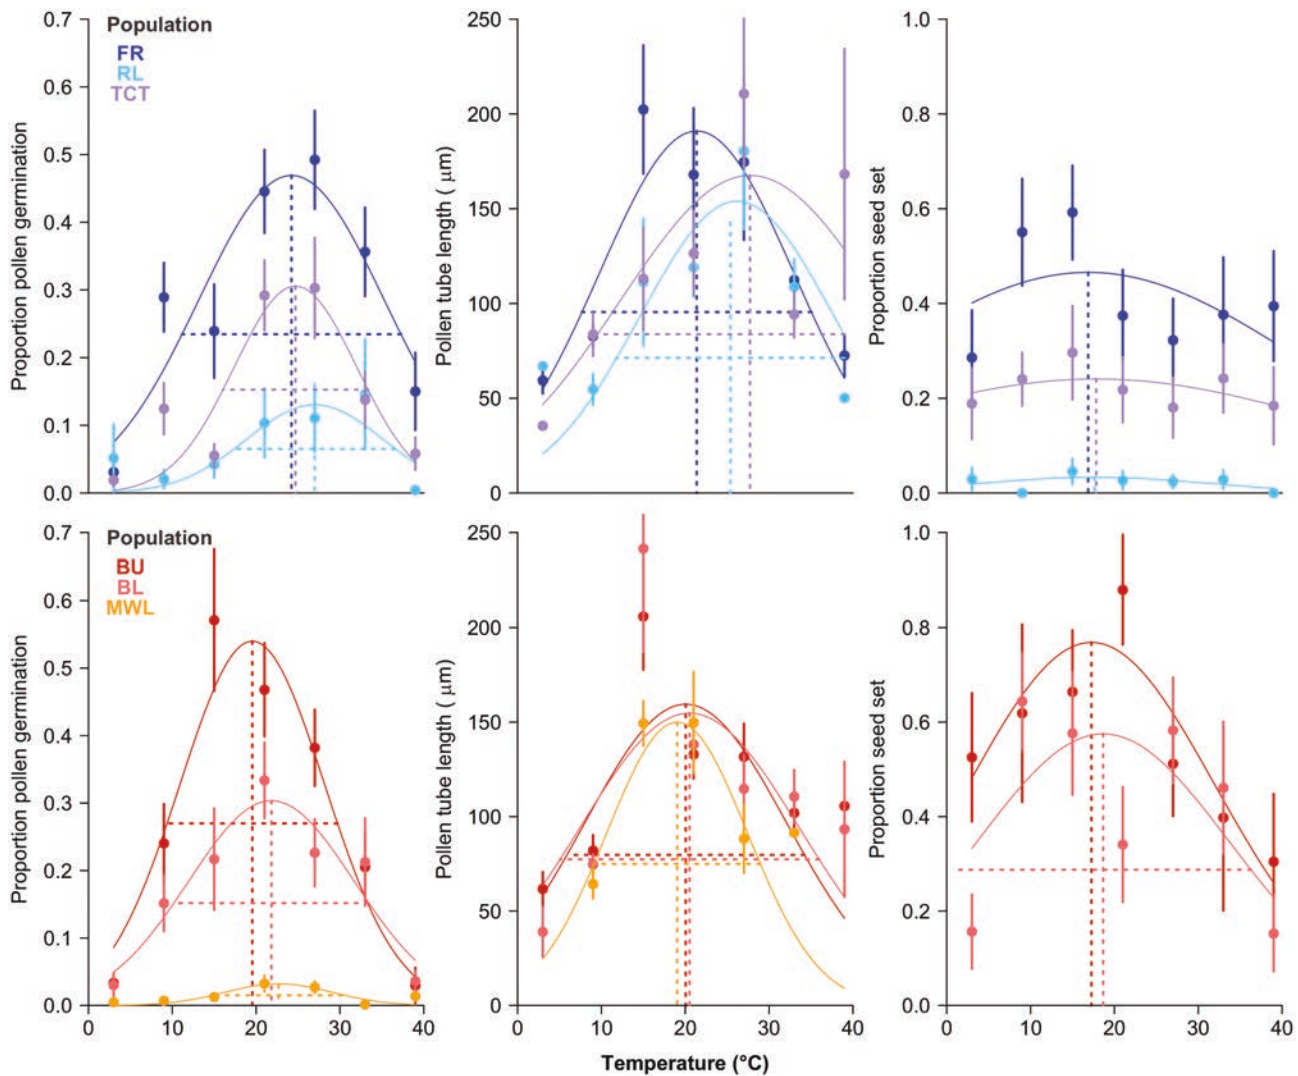 Population
FR
RL
TCT
Proportion pollen germination
0.7
0.6
0.5
0.4
0.3
0.2
0.1
0.0
Pollen tube length ( μm)
250
200
150
100
50
0
Proportion seed set
1.0
0.8
0.6
0.4
0.2
0.0
Population
BU
BL
MWL
Proportion pollen germination
0.7
0.6
0.5
0.4
0.3
0.2
0.1
0.0
0 10 20 30 40
Pollen tube length ( μm)
250
200
150
100
50
0
0 10 20 30 40
Proportion seed set
1.0
0.8
0.6
0.4
0.2
0.0
0 10 20 30 40
Temperature (°C)